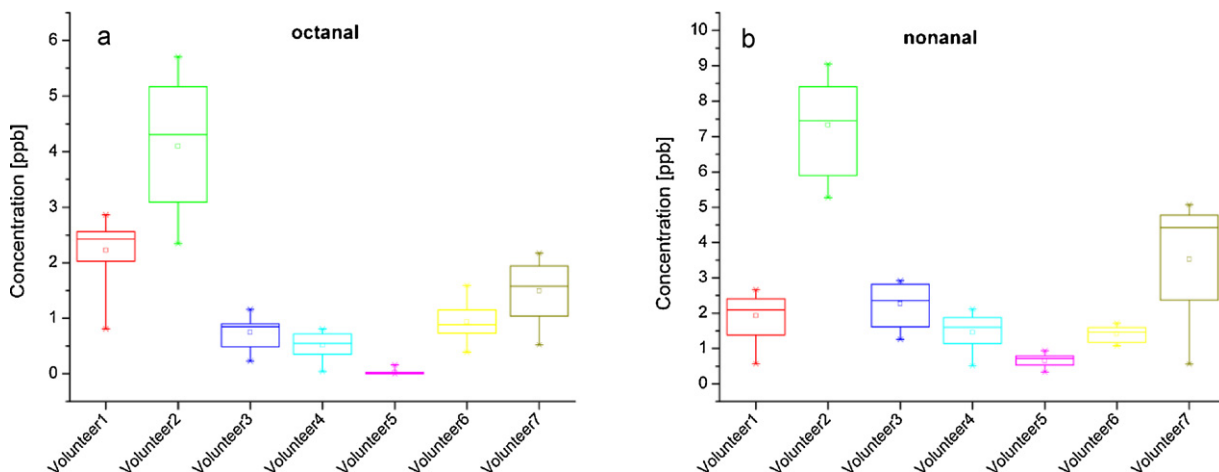 a
octanal
Concentration [ppb]
6
5
4
3
2
1
0
Volunteer1
Volunteer2
Volunteer3
Volunteer4
Volunteer5
Volunteer6
Volunteer7
b
nonanal
Concentration [ppb]
10
9
8
7
6
5
4
3
2
1
0
Volunteer1
Volunteer2
Volunteer3
Volunteer4
Volunteer5
Volunteer6
Volunteer7